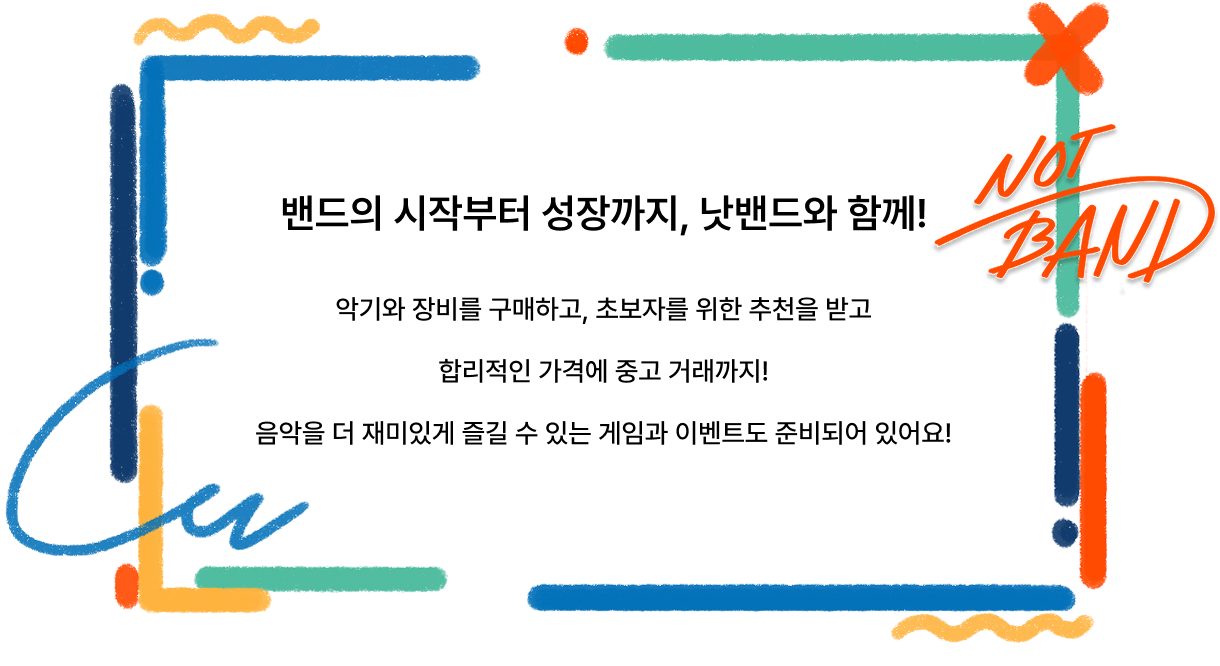 밴드의 시작부터 성장까지, 낫밴드와 함께!
NOT
BAND
악기와 장비를 구매하고, 초보자를 위한 추천을 받고
합리적인 가격에 중고 거래까지!
음악을 더 재미있게 즐길 수 있는 게임과 이벤트도 준비되어 있어요!